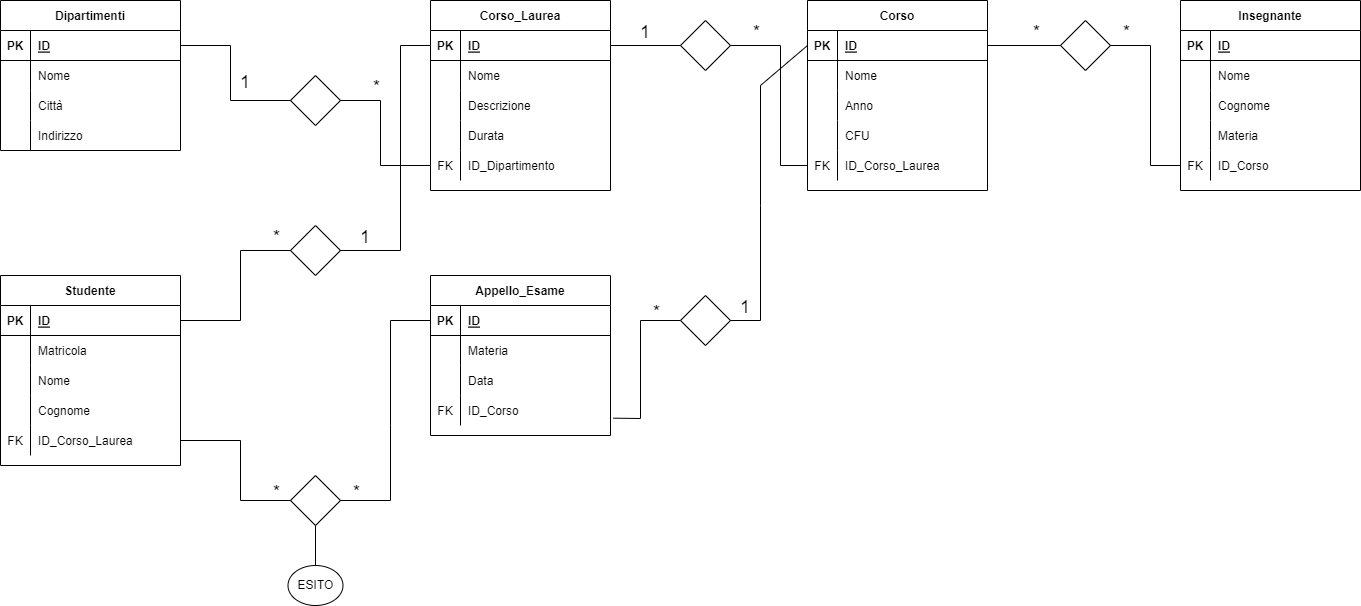 Dipartimenti
PK ID
Nome
Città
Indirizzo
1
*
Corso_Laurea
PK ID
Nome
Descrizione
Durata
FK ID_Dipartimento
1
*
Corso
PK ID
Nome
Anno
CFU
FK ID_Corso_Laurea
*
*
Insegnante
PK ID
Nome
Cognome
Materia
FK ID_Corso
*
1
Studente
PK ID
Matricola
Nome
Cognome
FK ID_Corso_Laurea
Appello_Esame
PK ID
Materia
Data
FK ID_Corso
*
1
*
*
ESITO